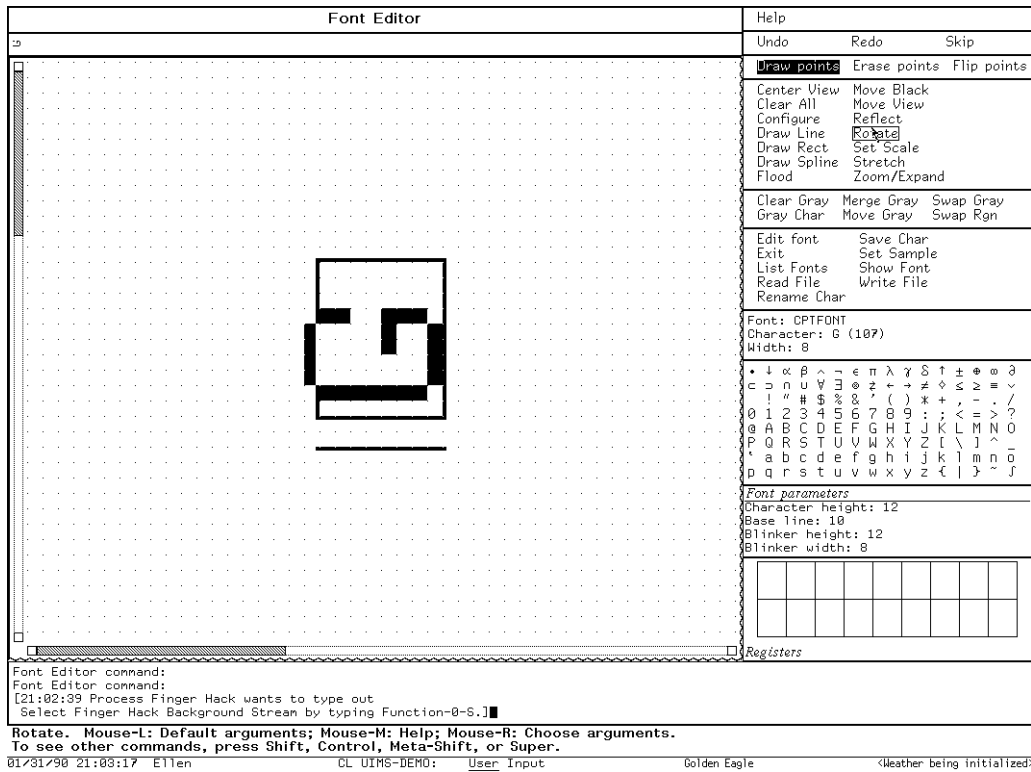 Font Editor
Help
Undo Redo Skip
Draw points Erase points Flip points
Center View Move Black
Clear All Move View
Configure Reflect
Draw Line Rotate
Draw Rect Set Scale
Draw Spline Stretch
Flood Zoom/Expand
Clear Gray Merge Gray Swap Gray
Gray Char Move Gray Swap Rgn
Edit font Save Char
Exit Set Sample
List Fonts Show Font
Read File Write File
Rename Char
Font: CPTFONT
Character: G (107)
Width: 8
· ↓ α β ∧ ¬ ε π λ γ δ ↑ ± ⊕ ∞ ∂
⊂ ⊃ ∩ ∪ ∀ ∃ ⊗ ⇄ ← → ≠ ◊ ≤ ≥ ≡ ∨
! " # $ % & ' ( ) * + , - . /
0 1 2 3 4 5 6 7 8 9 : ; < = > ?
@ A B C D E F G H I J K L M N O
P Q R S T U V W X Y Z [ \ ] ^ _
` a b c d e f g h i j k l m n o
p q r s t u v w x y z { | } ~ ∫
Font parameters
Character height: 12
Base line: 10
Blinker height: 12
Blinker width: 8
Registers
Font Editor command:
Font Editor command:
[21:02:39 Process Finger Hack wants to type out
Select Finger Hack Background Stream by typing Function-0-S.]
Rotate. Mouse-L: Default arguments; Mouse-M: Help; Mouse-R: Choose arguments.
To see other commands, press Shift, Control, Meta-Shift, or Super.
01/31/90 21:03:17 Ellen CL UIMS-DEMO: User Input Golden Eagle <Weather being initialized>